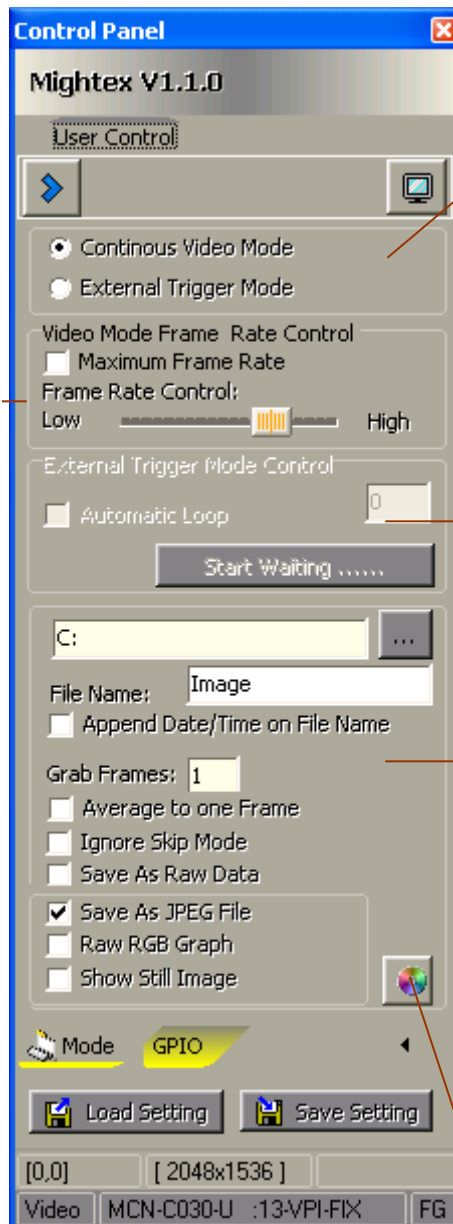 Control Panel
Mightex V1.1.0
User Control
Continous Video Mode
External Trigger Mode
Video Mode Frame Rate Control
Maximum Frame Rate
Frame Rate Control:
Low High
External Trigger Mode Control
Automatic Loop 0
Start Waiting ......
C: ...
File Name: Image
Append Date/Time on File Name
Grab Frames: 1
Average to one Frame
Ignore Skip Mode
Save As Raw Data
Save As JPEG File
Raw RGB Graph
Show Still Image
Mode GPIO
Load Setting Save Setting
[0,0] [ 2048x1536 ]
Video MCN-C030-U :13-VPI-FIX FG